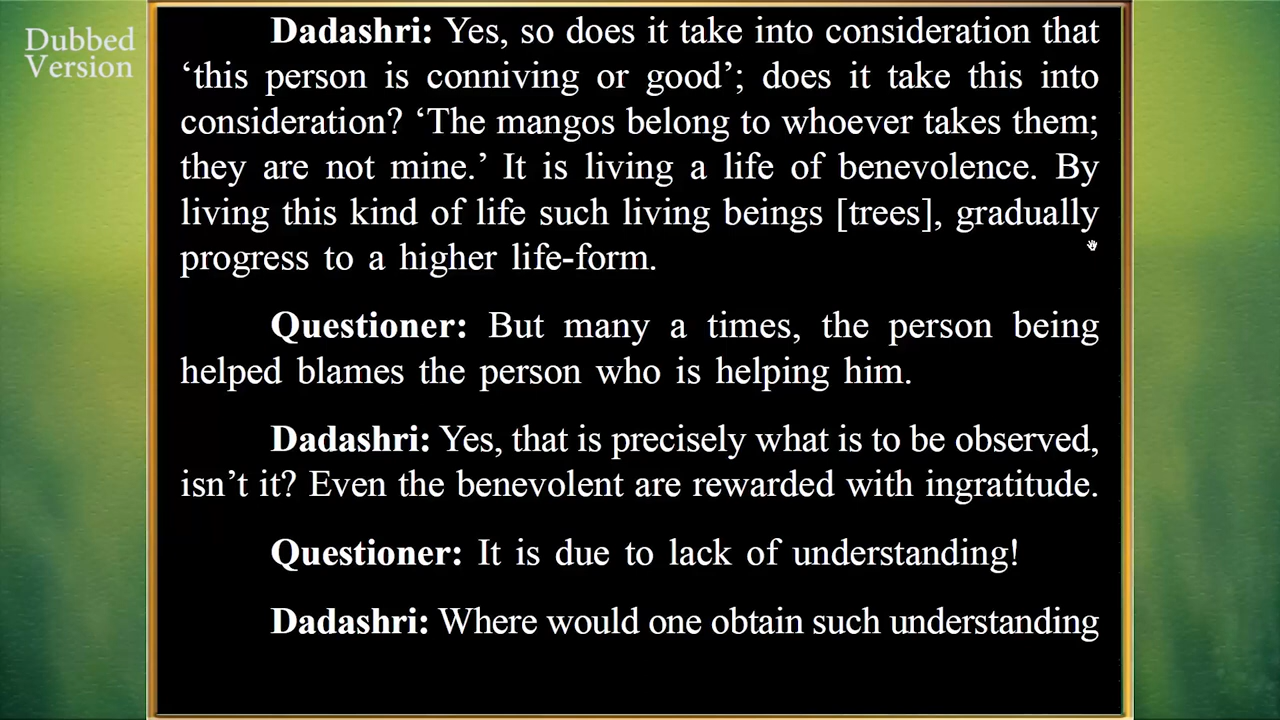 Dubbed
Version
Dadashri: Yes, so does it take into consideration that
‘this person is conniving or good’; does it take this into
consideration? ‘The mangos belong to whoever takes them;
they are not mine.’ It is living a life of benevolence. By
living this kind of life such living beings [trees], gradually
progress to a higher life-form.
Questioner: But many a times, the person being
helped blames the person who is helping him.
Dadashri: Yes, that is precisely what is to be observed,
isn’t it? Even the benevolent are rewarded with ingratitude.
Questioner: It is due to lack of understanding!
Dadashri: Where would one obtain such understanding